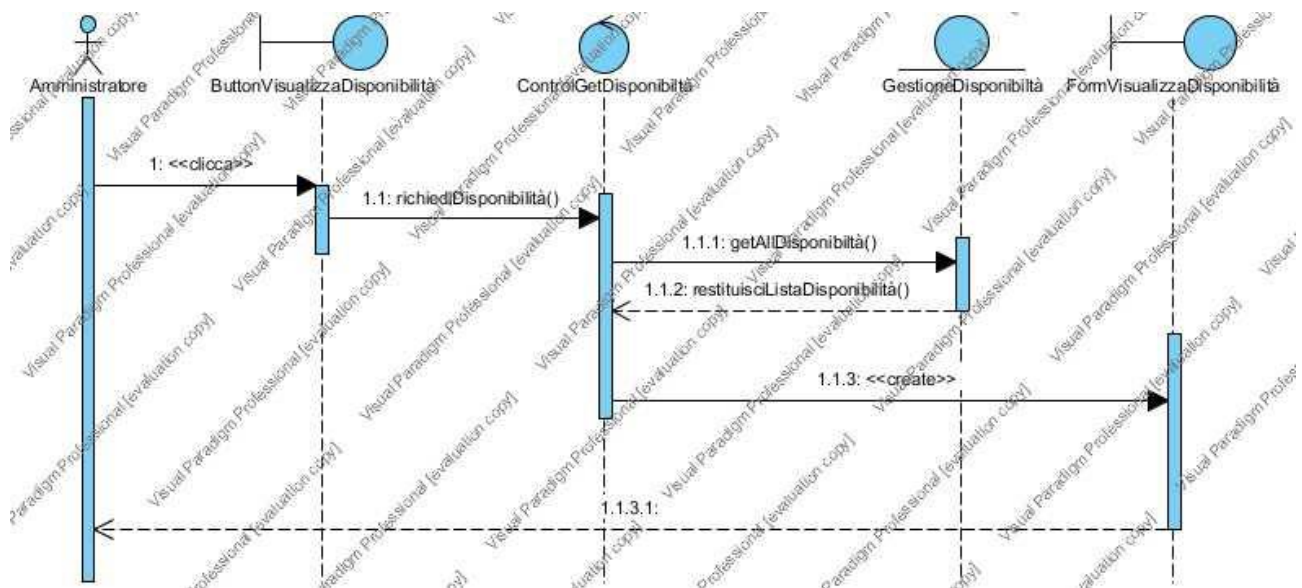 Amministratore
ButtonVisualizzaDisponibilità
ControlGetDisponibiltà
GestioneDisponibiltà
FormVisualizzaDisponibilità
1: <<clicca>>
1.1: richiediDisponibilità()
1.1.1: getAllDisponibiltà()
1.1.2: restituisciListaDisponibilità()
1.1.3: <<create>>
1.1.3.1:
Visual Paradigm Professional [evaluation copy]